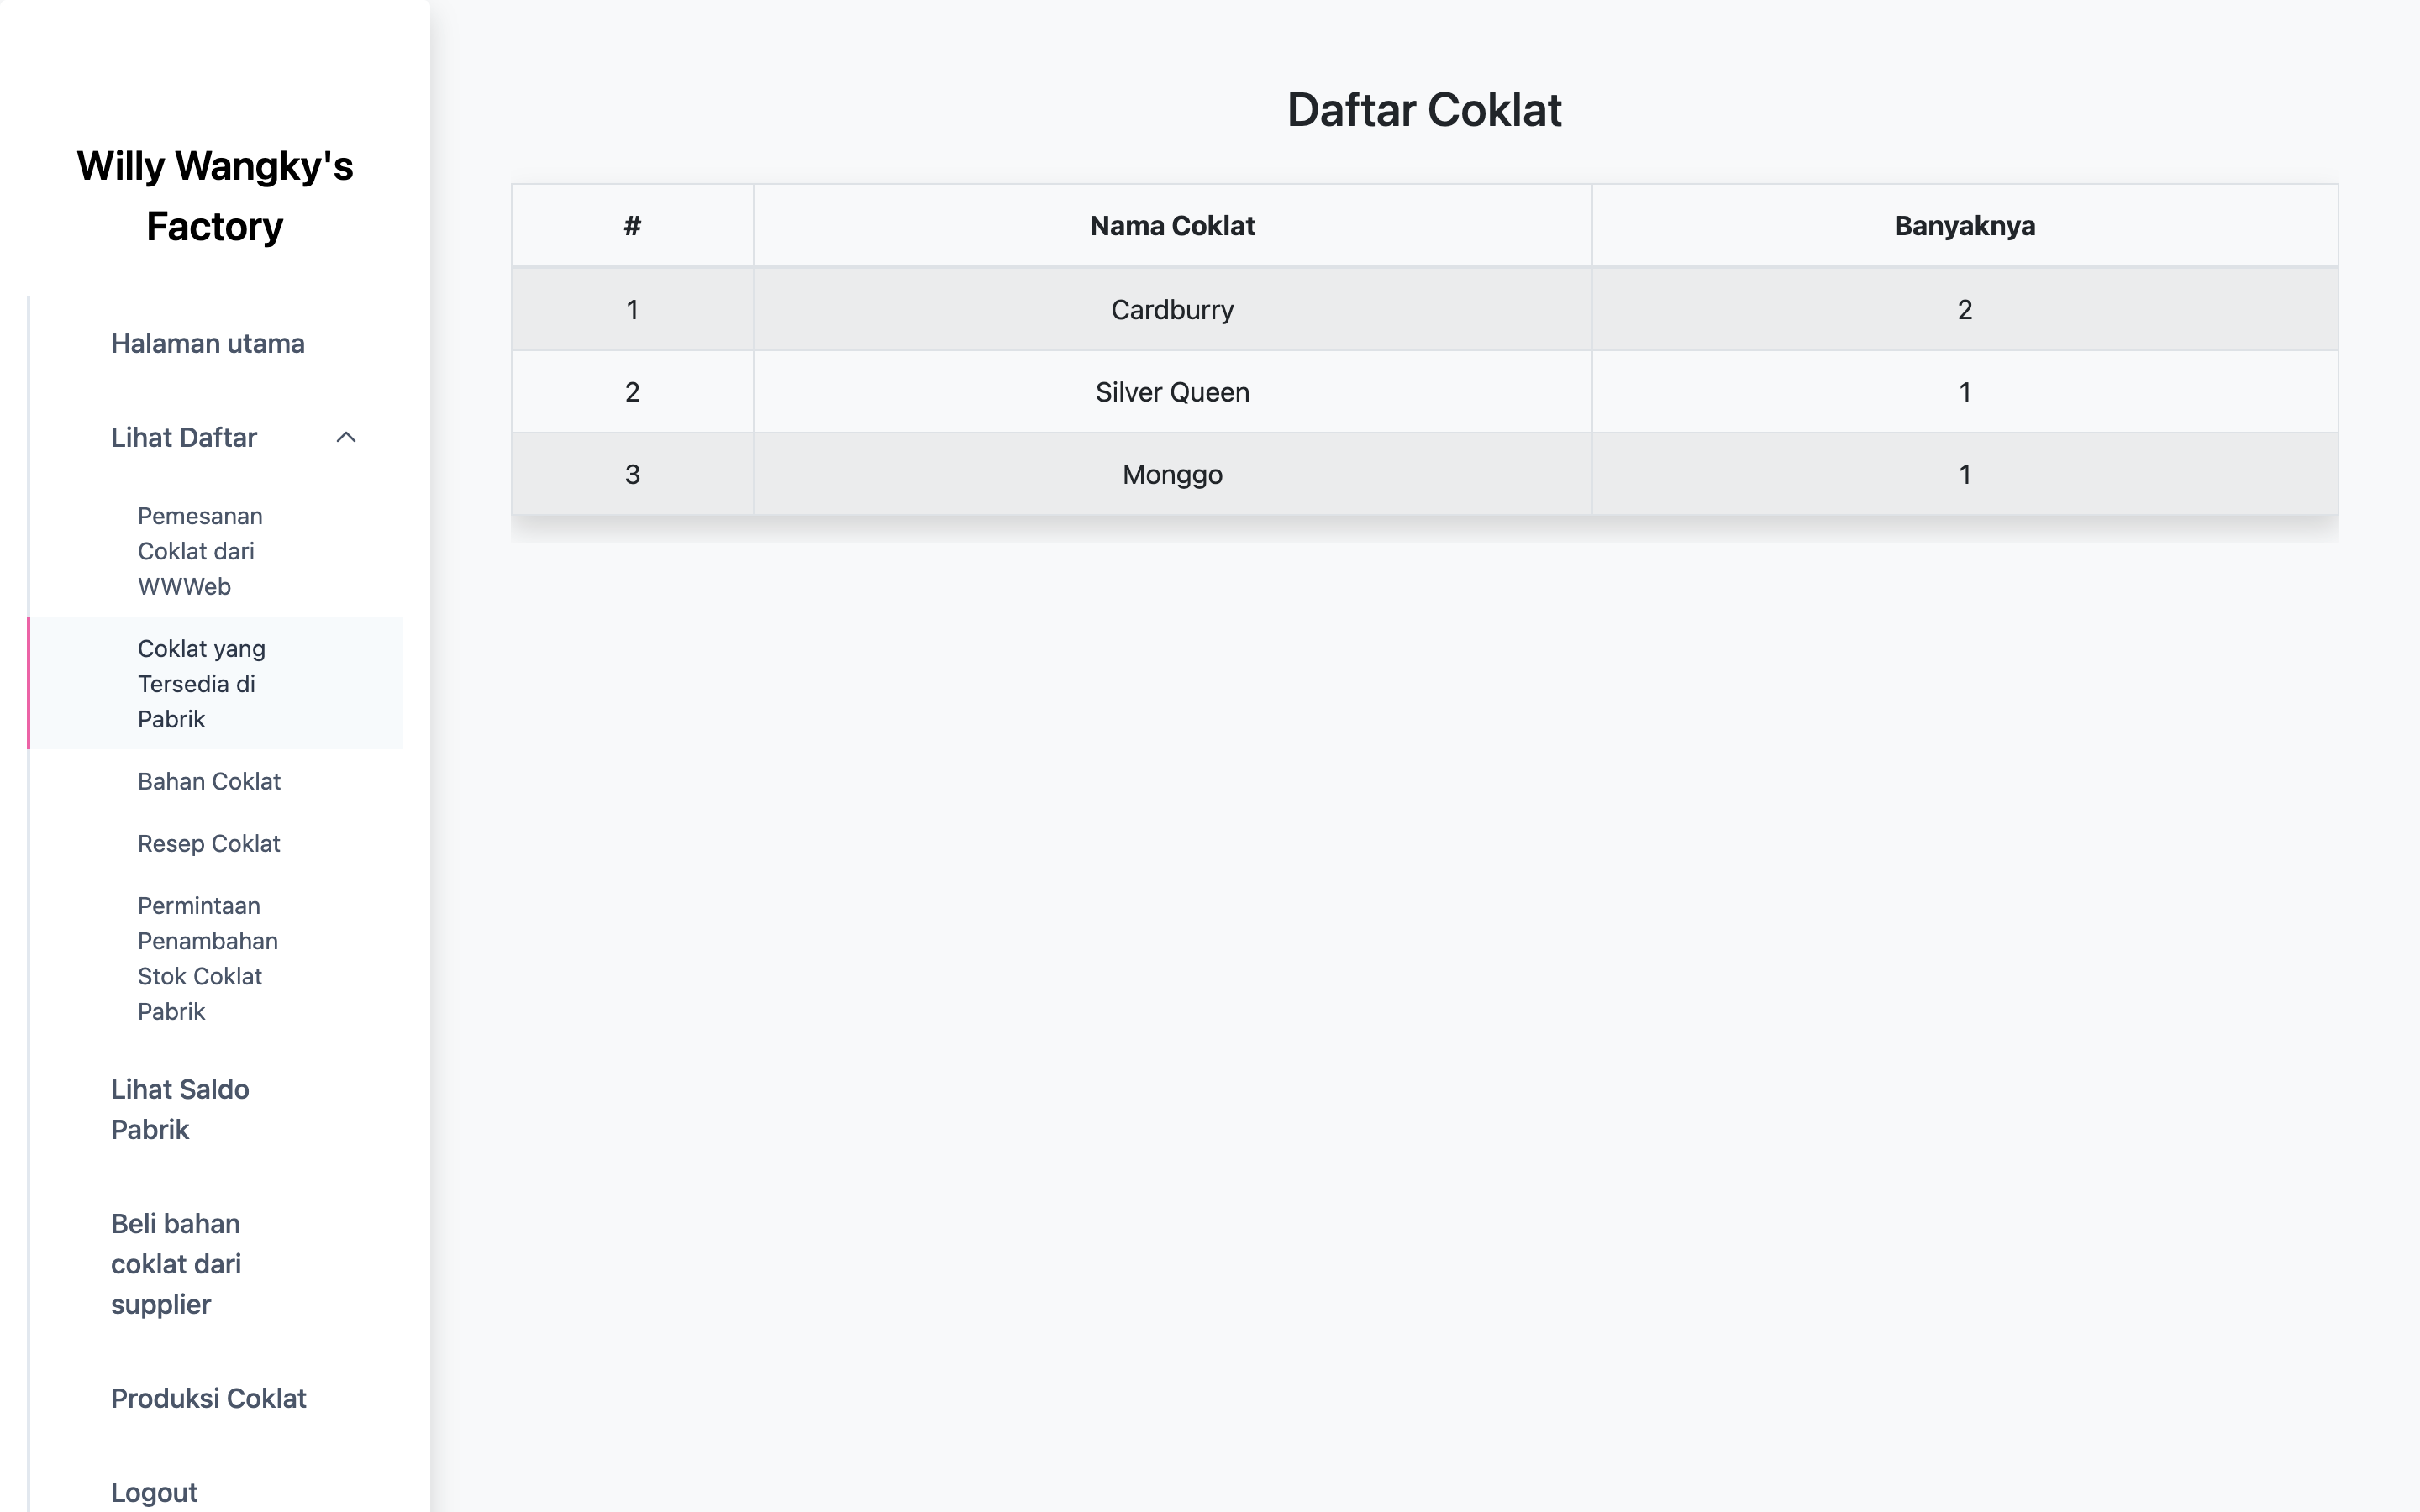 Willy Wangky's
Factory
Halaman utama
Lihat Daftar
Pemesanan
Coklat dari
WWWeb
Coklat yang
Tersedia di
Pabrik
Bahan Coklat
Resep Coklat
Permintaan
Penambahan
Stok Coklat
Pabrik
Lihat Saldo
Pabrik
Beli bahan
coklat dari
supplier
Produksi Coklat
Logout
Daftar Coklat
# Nama Coklat Banyaknya
1 Cardburry 2
2 Silver Queen 1
3 Monggo 1